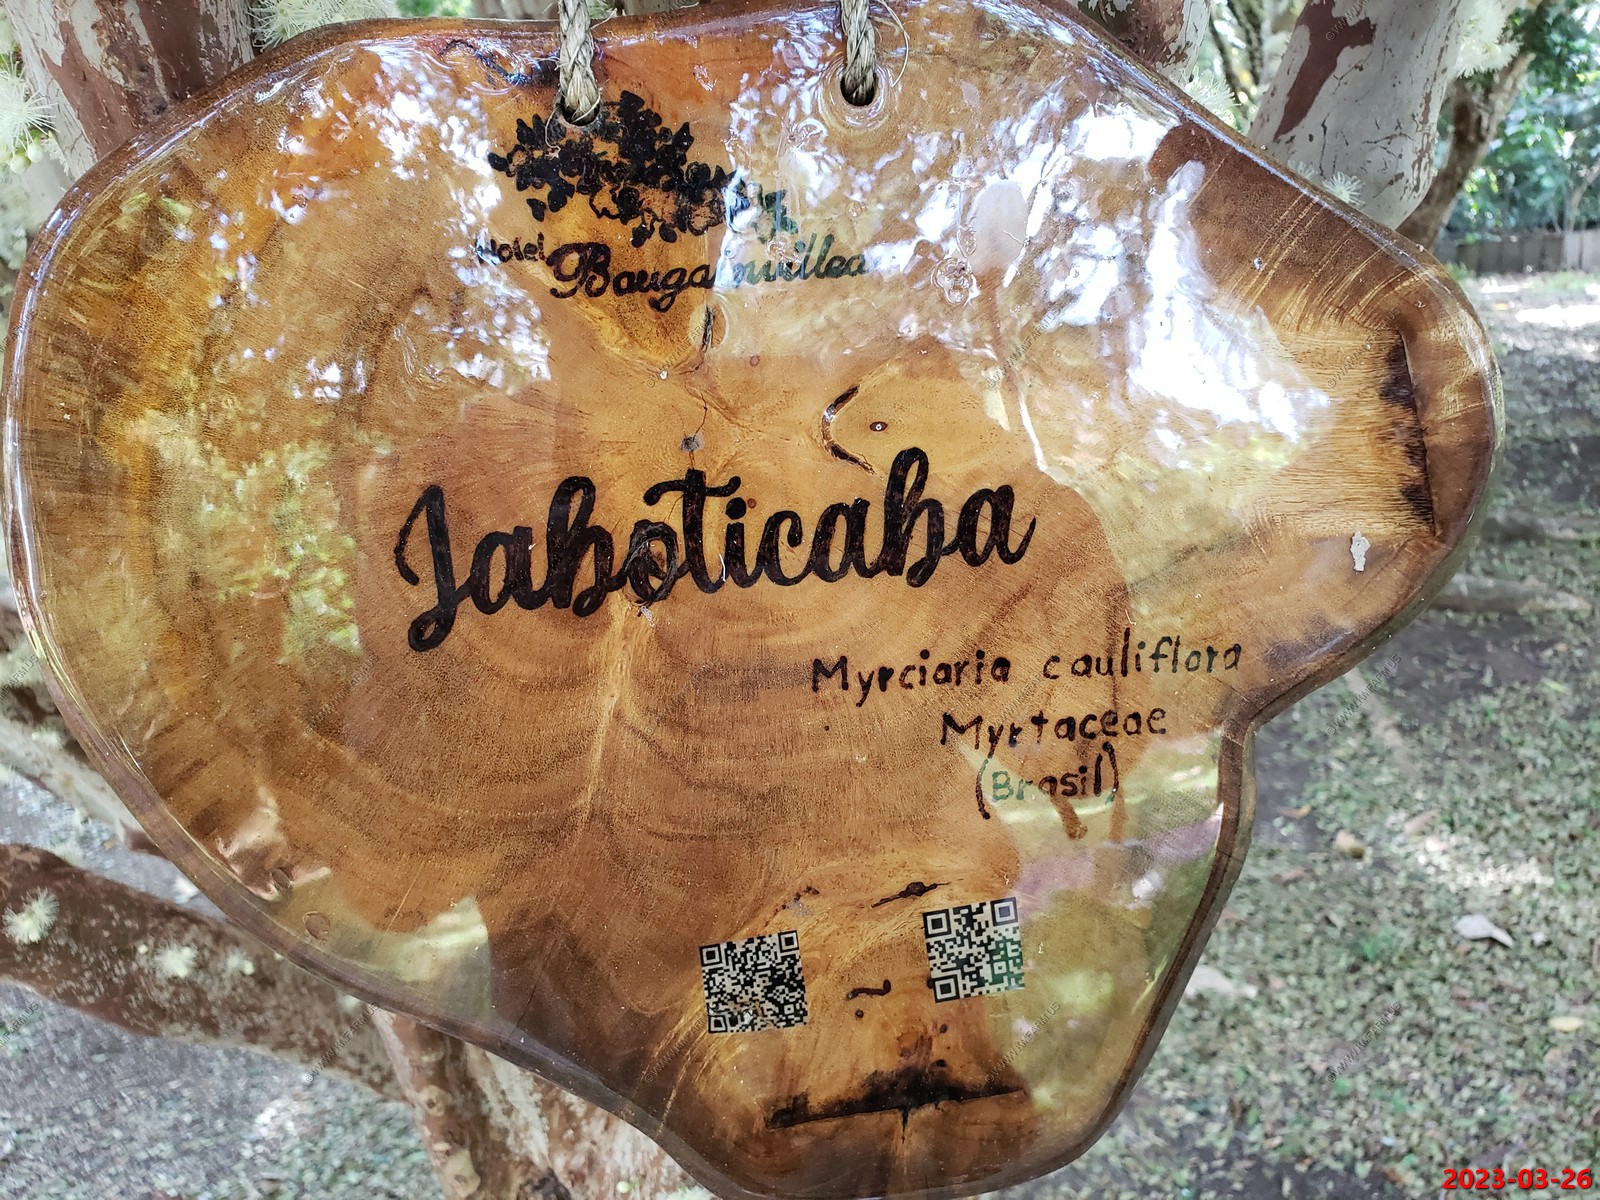 Hotel Bougainvillea
Jaboticaba
Myrciaria cauliflora
Myrtaceae
(Brasil)
2023-03-26